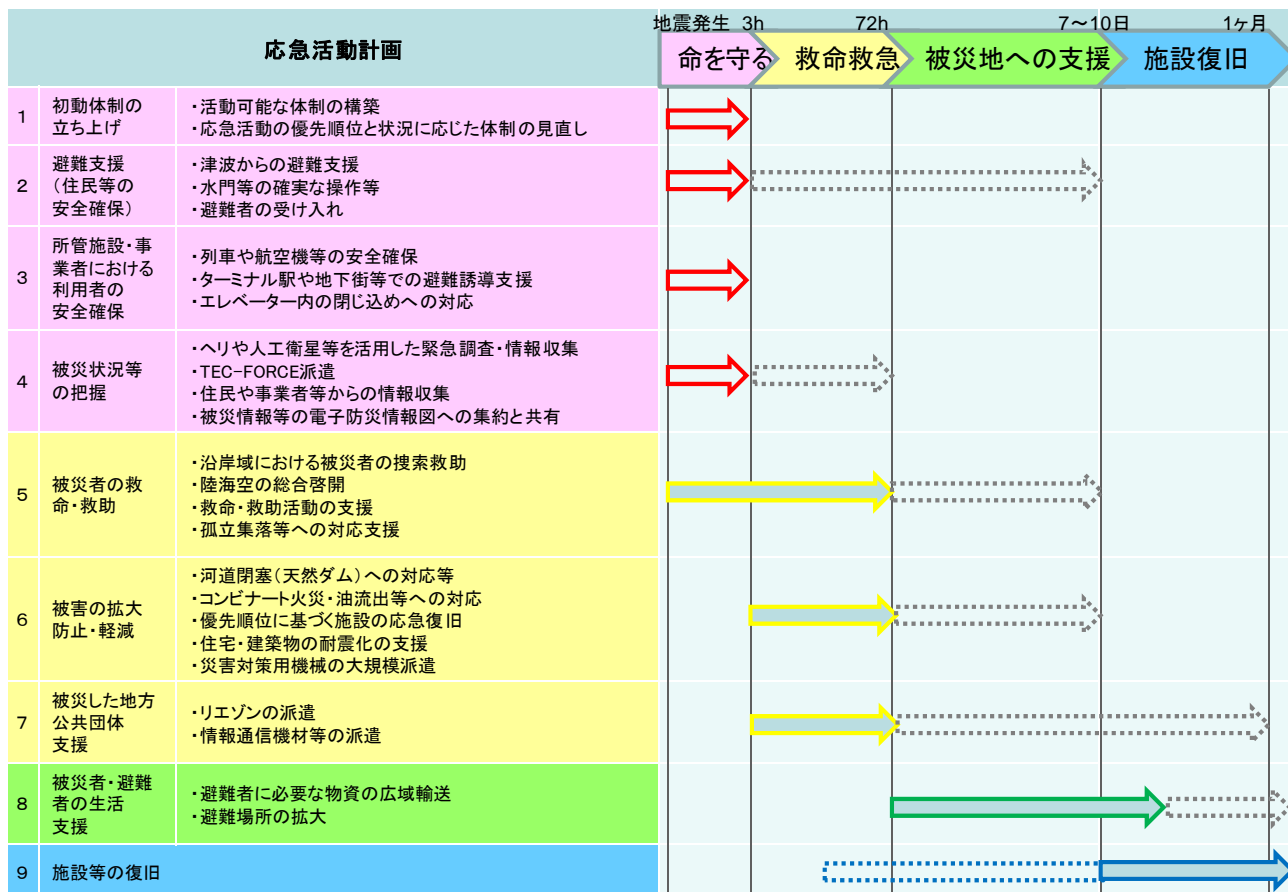 応急活動計画
地震発生 3h 72h 7～10日 1ヶ月
命を守る 救命救急 被災地への支援 施設復旧
1
初動体制の
立ち上げ
・活動可能な体制の構築
・応急活動の優先順位と状況に応じた体制の見直し
2
避難支援
（住民等の
安全確保）
・津波からの避難支援
・水門等の確実な操作等
・避難者の受け入れ
3
所管施設・事
業者における
利用者の
安全確保
・列車や航空機等の安全確保
・ターミナル駅や地下街等での避難誘導支援
・エレベーター内の閉じ込めへの対応
4
被災状況等
の把握
・ヘリや人工衛星等を活用した緊急調査・情報収集
・TEC-FORCE派遣
・住民や事業者等からの情報収集
・被災情報等の電子防災情報図への集約と共有
5
被災者の救
命・救助
・沿岸域における被災者の捜索救助
・陸海空の総合啓開
・救命・救助活動の支援
・孤立集落等への対応支援
6
被害の拡大
防止・軽減
・河道閉塞（天然ダム）への対応等
・コンビナート火災・油流出等への対応
・優先順位に基づく施設の応急復旧
・住宅・建築物の耐震化の支援
・災害対策用機械の大規模派遣
7
被災した地方
公共団体
支援
・リエゾンの派遣
・情報通信機材等の派遣
8
被災者・避難
者の生活
支援
・避難者に必要な物資の広域輸送
・避難場所の拡大
9
施設等の復旧